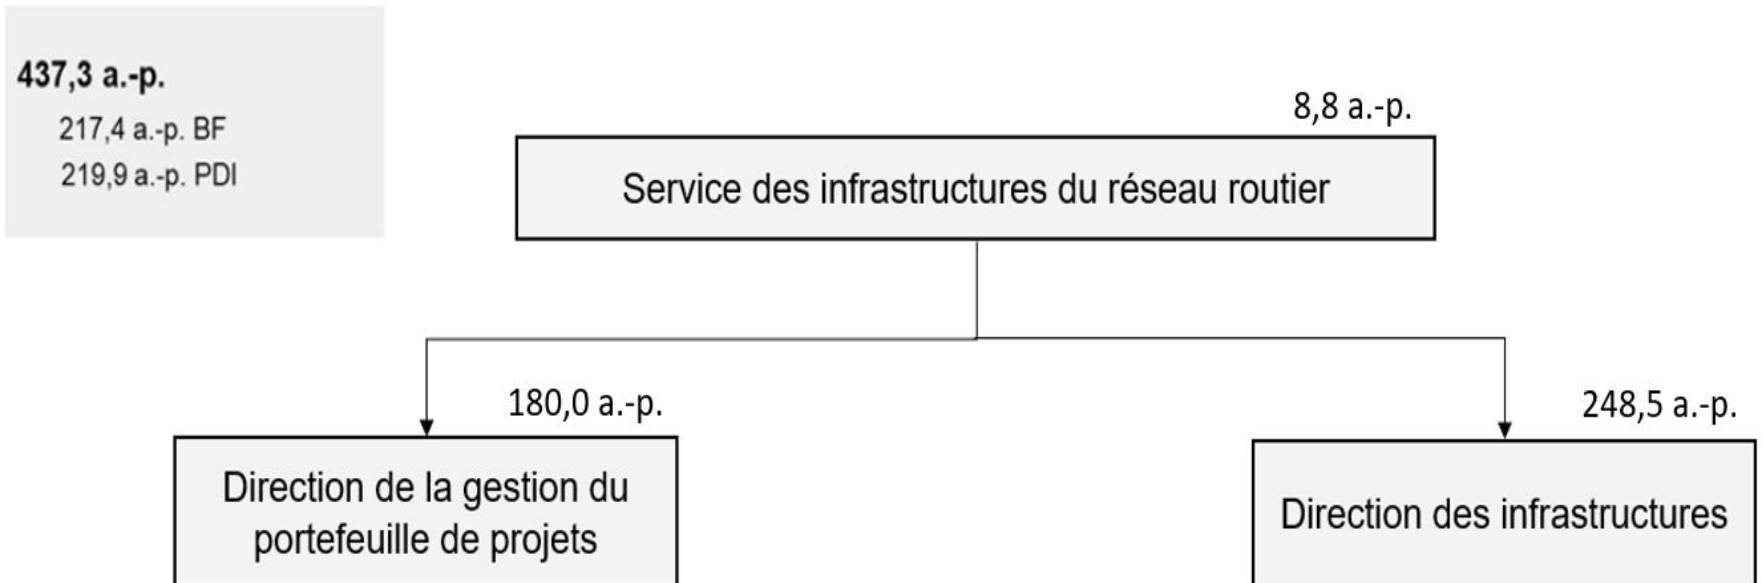 437,3 a.-p.
217,4 a.-p. BF
219,9 a.-p. PDI
8,8 a.-p.
Service des infrastructures du réseau routier
180,0 a.-p.
Direction de la gestion du
portefeuille de projets
248,5 a.-p.
Direction des infrastructures